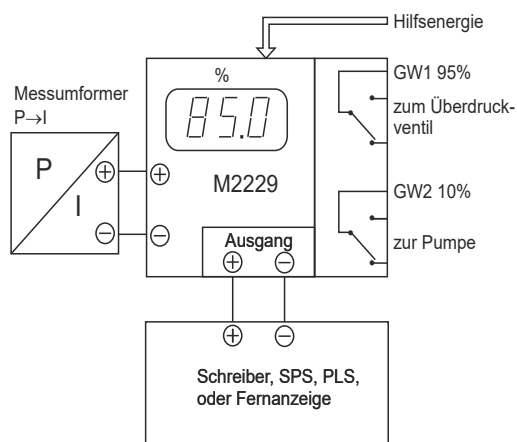 Hilfsenergie
%
GW1 95%
Messumformer
P→I
85.0
zum Überdruck-
ventil
P
I
+
+
M2229
GW2 10%
−
−
Ausgang
zur Pumpe
+ −
+ −
Schreiber, SPS, PLS,
oder Fernanzeige